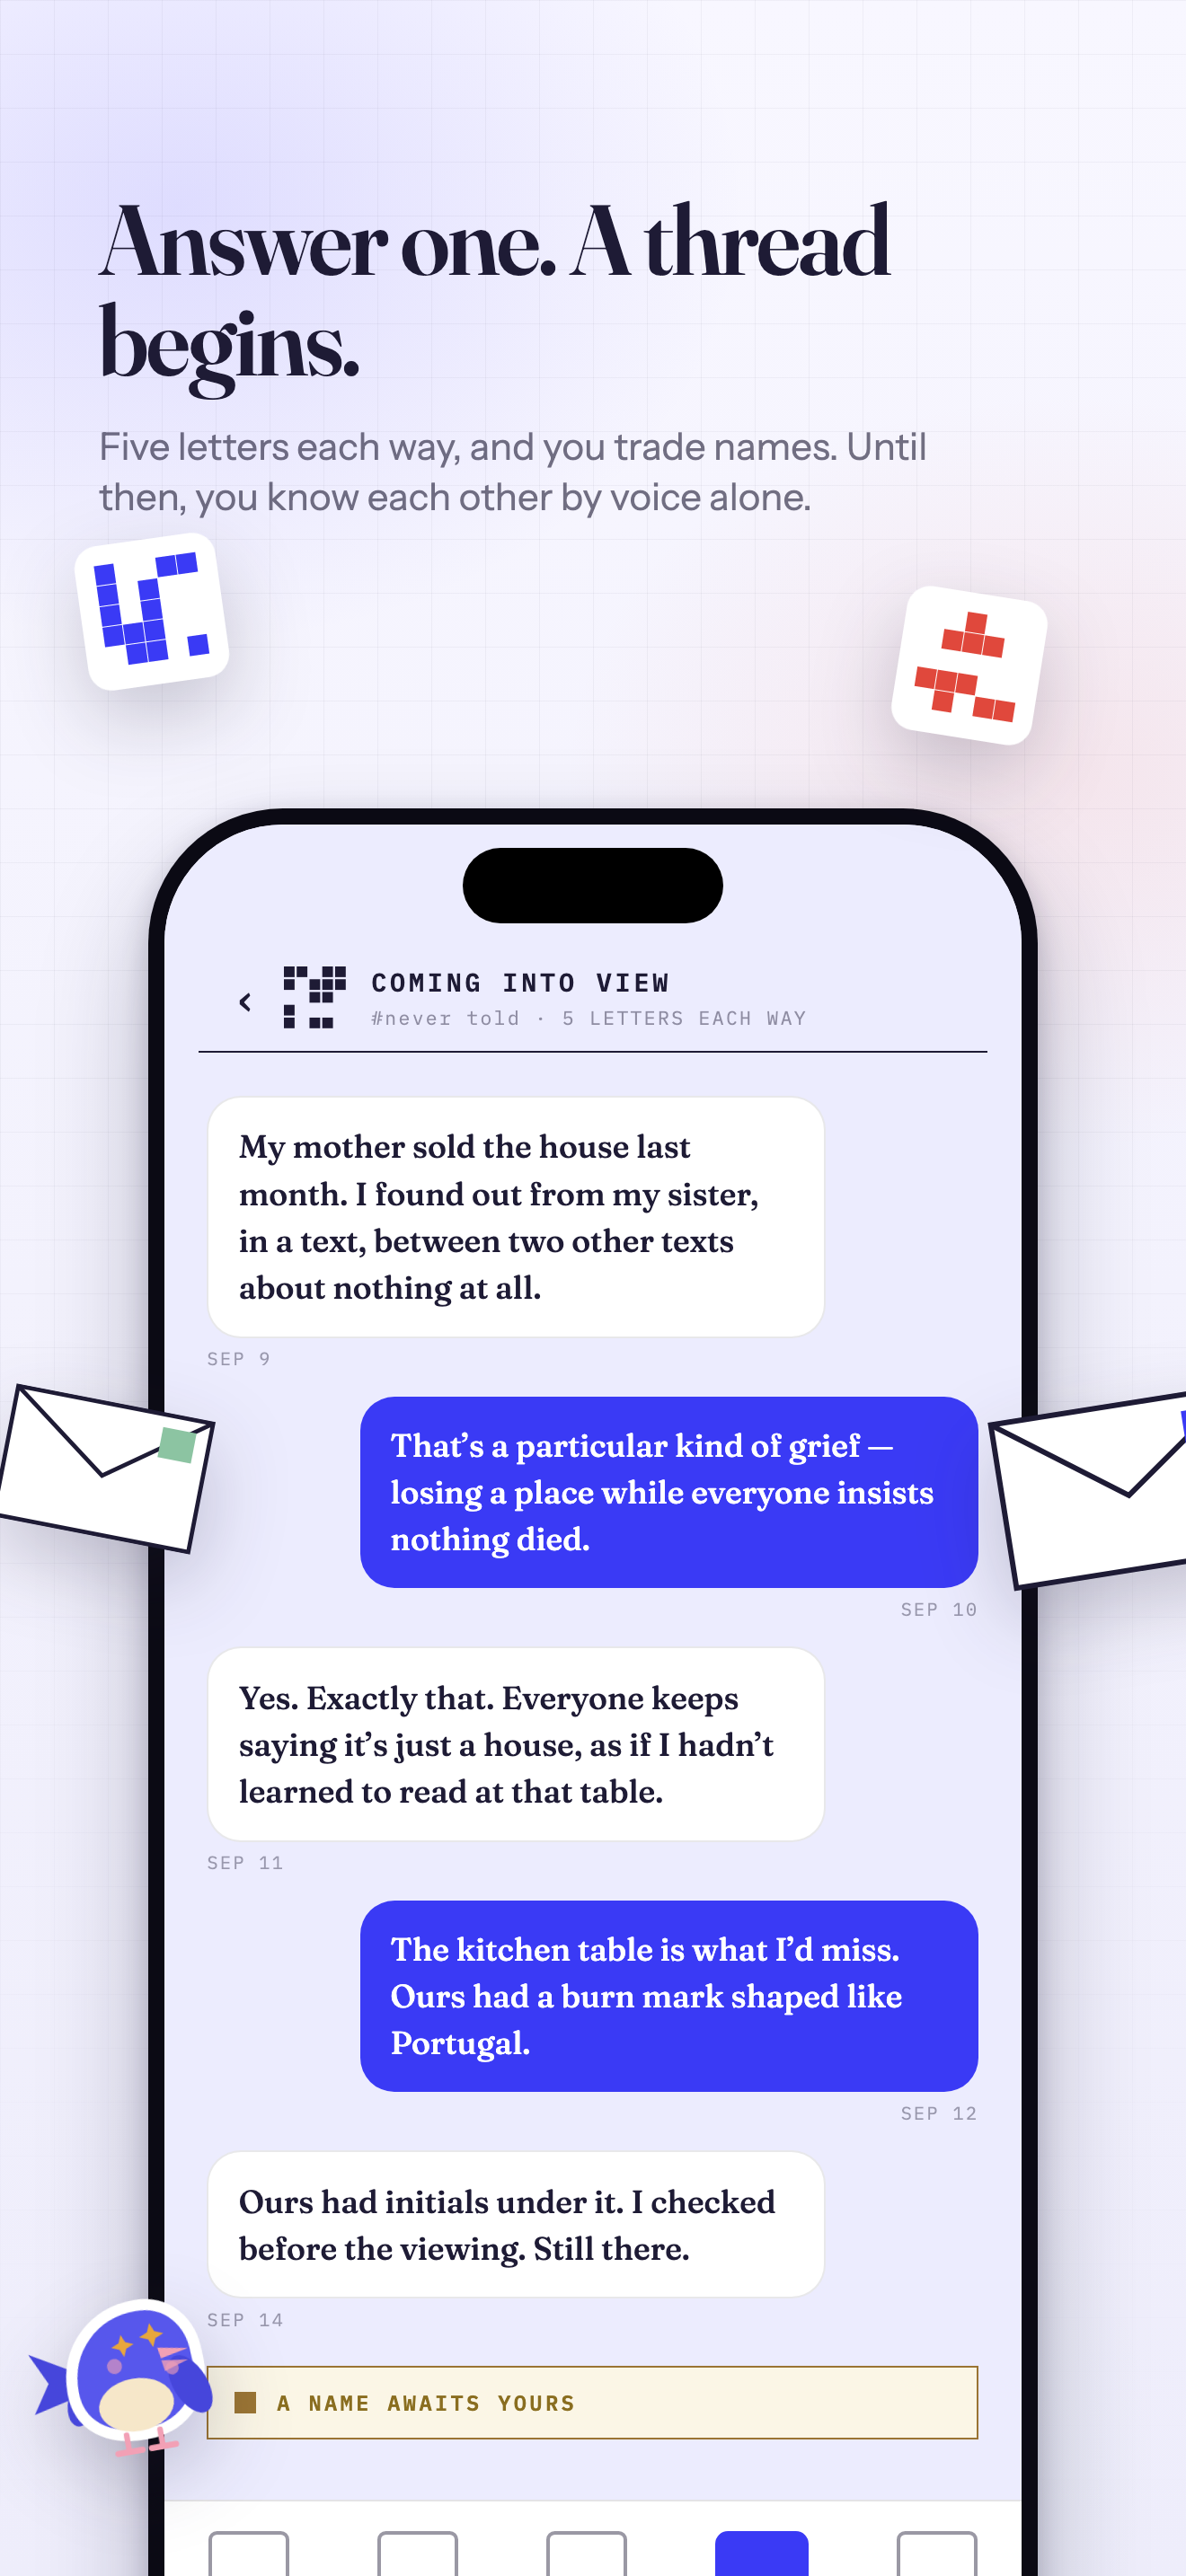 Answer one. A thread
begins.
Five letters each way, and you trade names. Until
then, you know each other by voice alone.
COMING INTO VIEW
#never told · 5 LETTERS EACH WAY
My mother sold the house last
month. I found out from my sister,
in a text, between two other texts
about nothing at all.
SEP 9
That’s a particular kind of grief —
losing a place while everyone insists
nothing died.
SEP 10
Yes. Exactly that. Everyone keeps
saying it’s just a house, as if I hadn’t
learned to read at that table.
SEP 11
The kitchen table is what I’d miss.
Ours had a burn mark shaped like
Portugal.
SEP 12
Ours had initials under it. I checked
before the viewing. Still there.
SEP 14
A NAME AWAITS YOURS